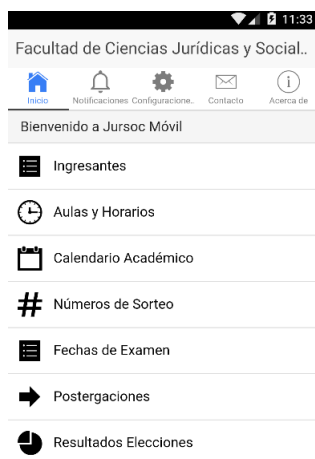 11:33
Facultad de Ciencias Jurídicas y Social..
Inicio Notificaciones Configuracione.. Contacto Acerca de
Bienvenido a Jursoc Móvil
Ingresantes
Aulas y Horarios
Calendario Académico
Números de Sorteo
Fechas de Examen
Postergaciones
Resultados Elecciones